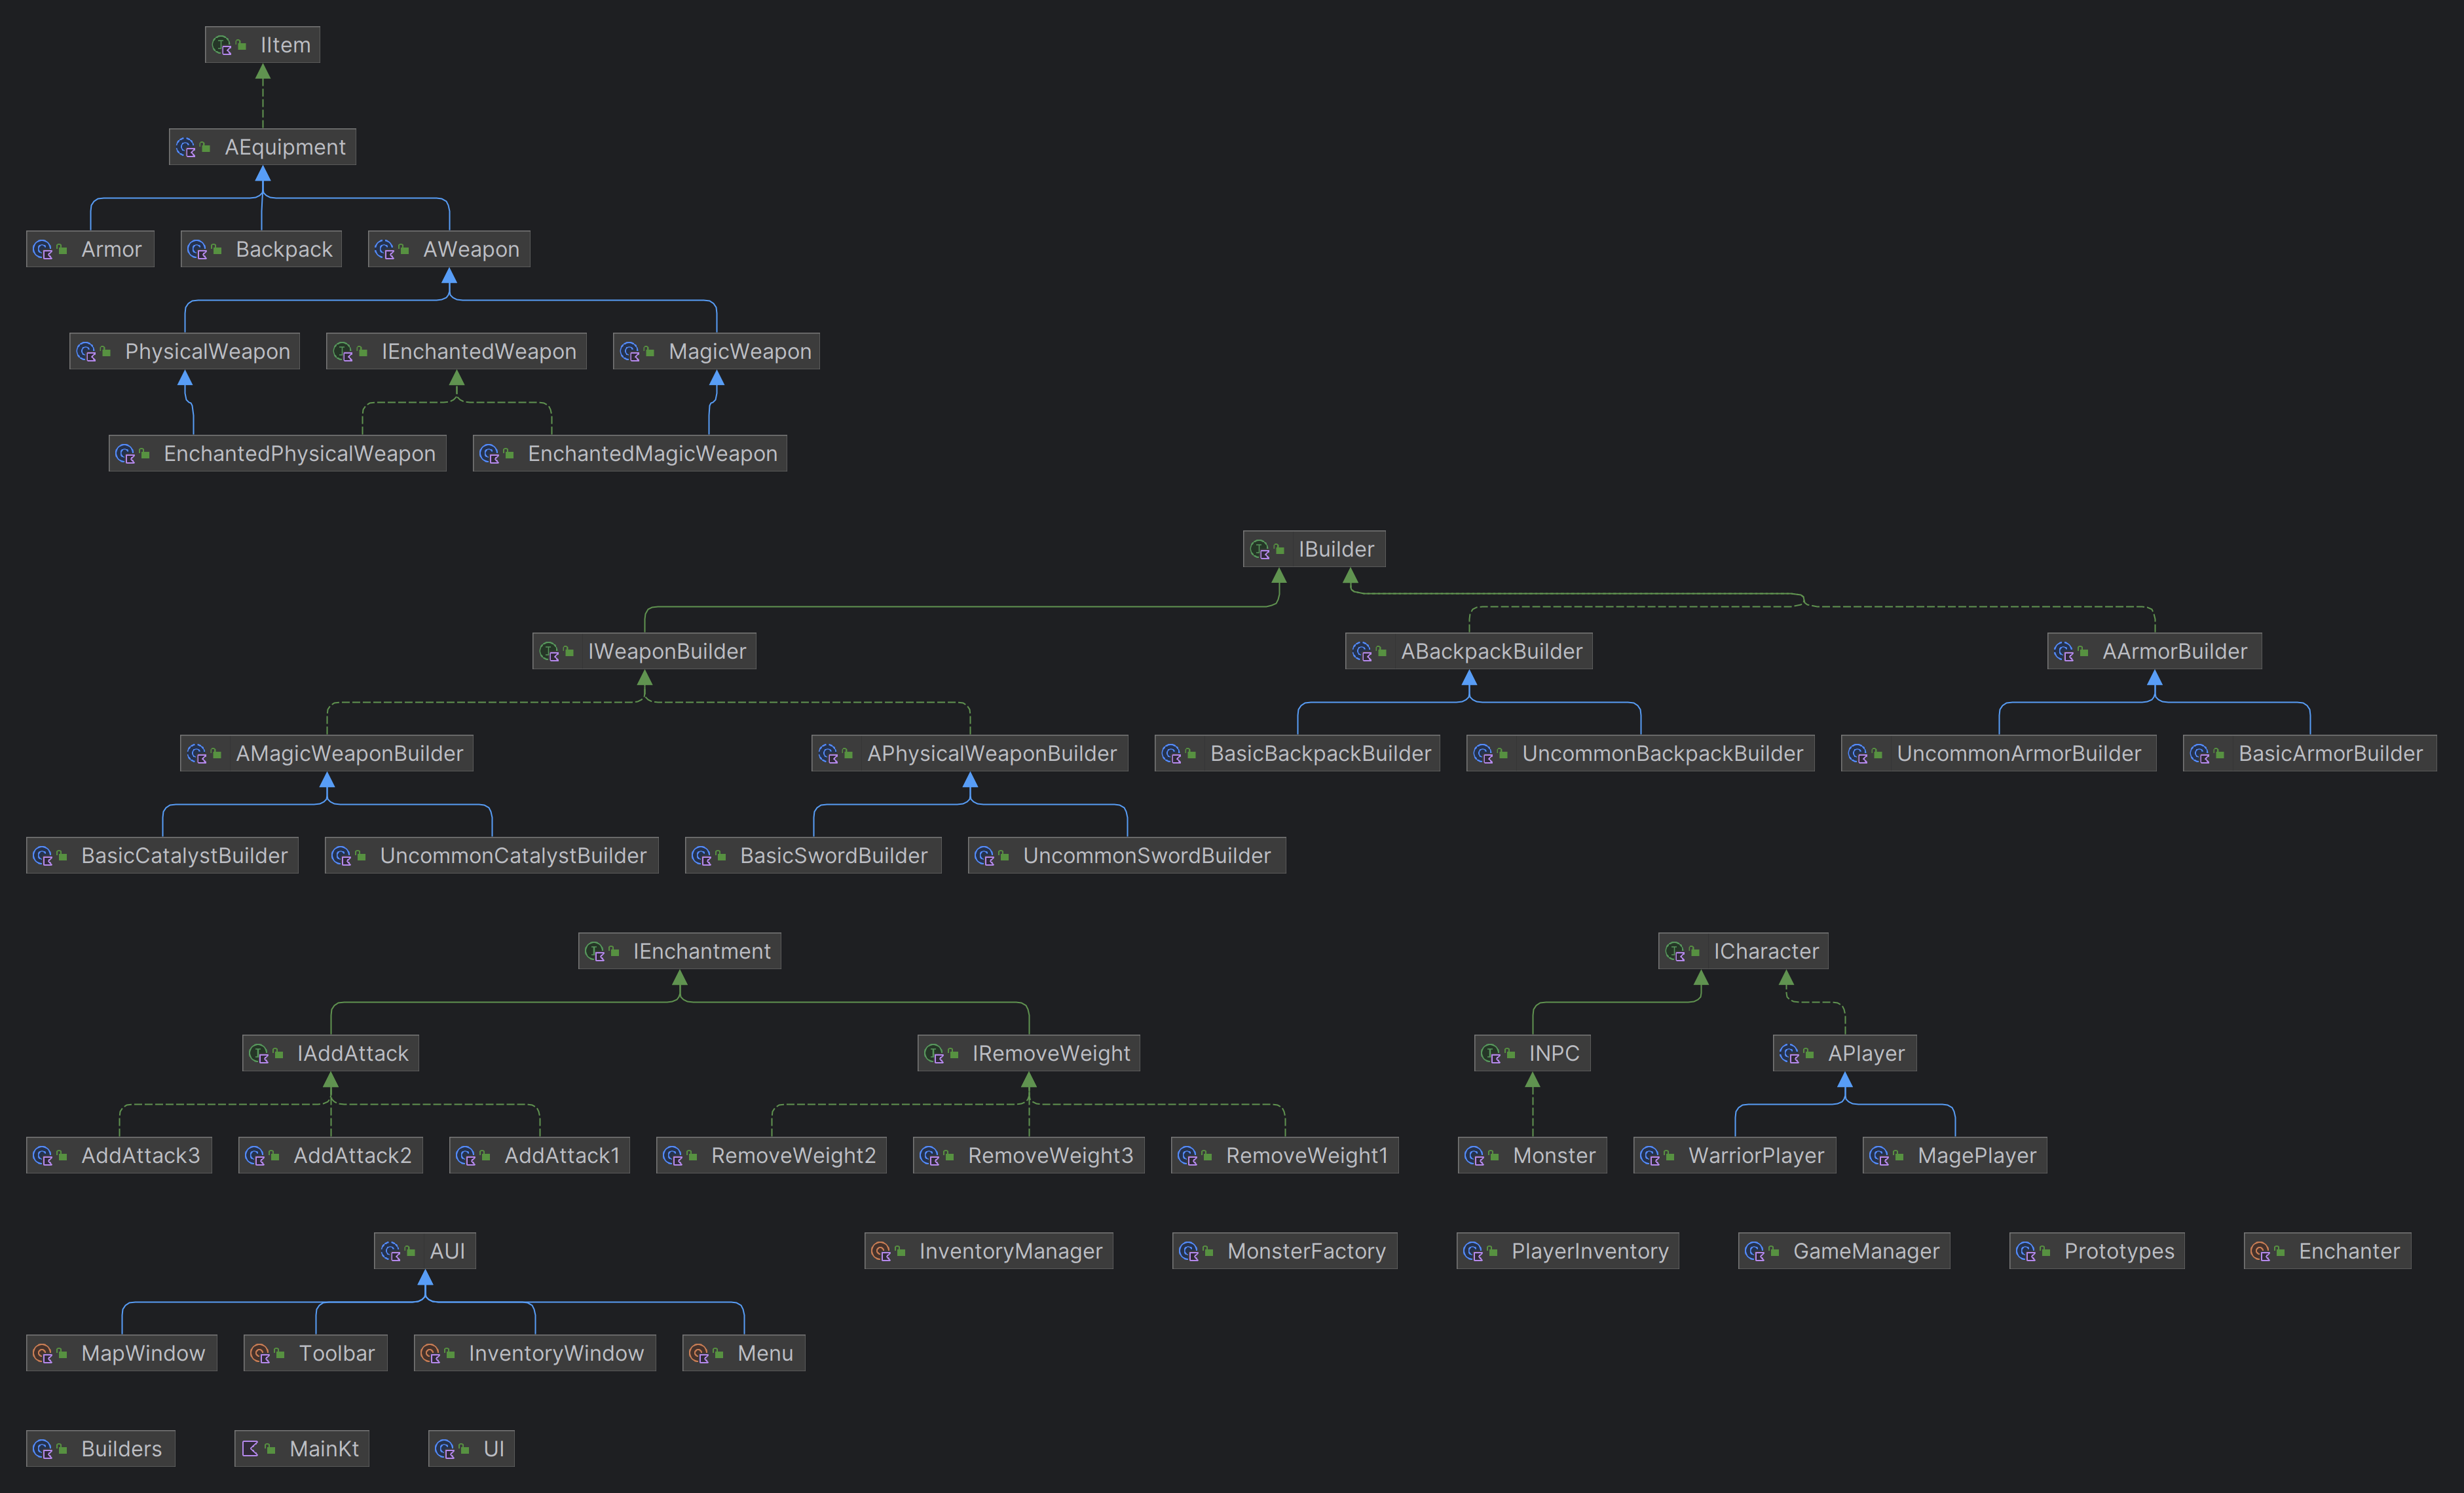 IItem
AEquipment
Armor
Backpack
AWeapon
PhysicalWeapon
IEnchantedWeapon
MagicWeapon
EnchantedPhysicalWeapon
EnchantedMagicWeapon
IBuilder
IWeaponBuilder
ABackpackBuilder
AArmorBuilder
AMagicWeaponBuilder
APhysicalWeaponBuilder
BasicBackpackBuilder
UncommonBackpackBuilder
UncommonArmorBuilder
BasicArmorBuilder
BasicCatalystBuilder
UncommonCatalystBuilder
BasicSwordBuilder
UncommonSwordBuilder
IEnchantment
ICharacter
IAddAttack
IRemoveWeight
INPC
APlayer
AddAttack3
AddAttack2
AddAttack1
RemoveWeight2
RemoveWeight3
RemoveWeight1
Monster
WarriorPlayer
MagePlayer
AUI
InventoryManager
MonsterFactory
PlayerInventory
GameManager
Prototypes
Enchanter
MapWindow
Toolbar
InventoryWindow
Menu
Builders
MainKt
UI